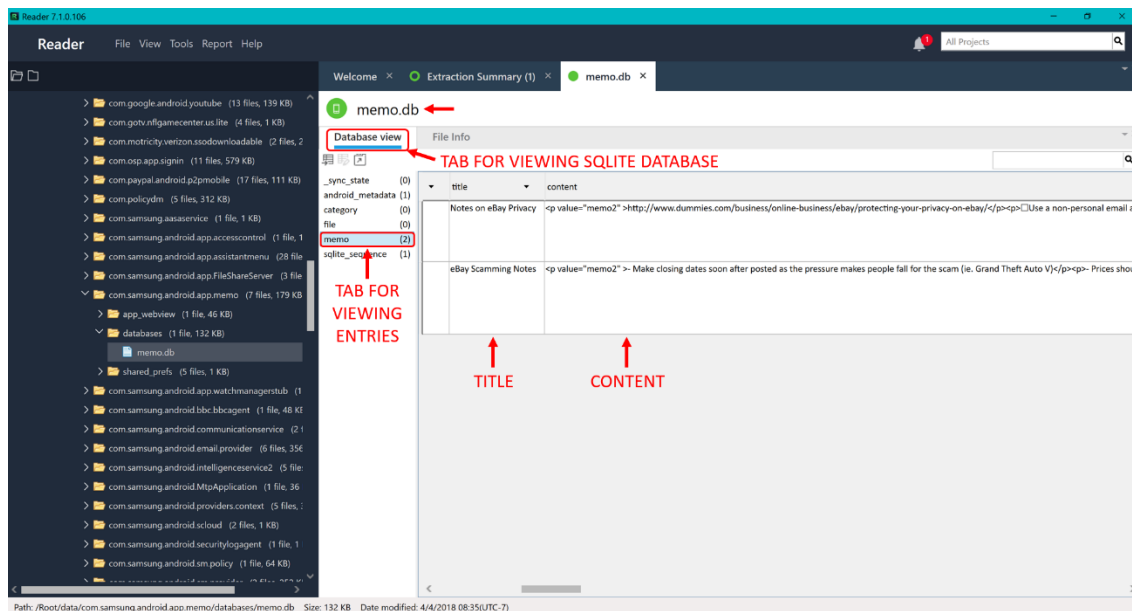 Reader 7.1.0.106
Reader File View Tools Report Help
1
All Projects
Welcome × Extraction Summary (1) × memo.db ×
com.google.android.youtube (13 files, 139 KB)
com.gotv.nflgamecenter.us.lite (4 files, 1 KB)
com.motricity.verizon.ssodownloadable (2 files, 2
com.osp.app.signin (11 files, 579 KB)
com.paypal.android.p2pmobile (17 files, 111 KB)
com.policydm (5 files, 312 KB)
com.samsung.aasaservice (1 file, 1 KB)
com.samsung.android.app.accesscontrol (1 file, 1
com.samsung.android.app.assistantmenu (28 file
com.samsung.android.app.FileShareServer (3 file
com.samsung.android.app.memo (7 files, 179 KB
app_webview (1 file, 46 KB)
databases (1 file, 132 KB)
memo.db
shared_prefs (5 files, 1 KB)
com.samsung.android.app.watchmanagerstub (1
com.samsung.android.bbc.bbcagent (1 file, 48 KE
com.samsung.android.communicationservice (2 f
com.samsung.android.email.provider (6 files, 356
com.samsung.android.intelligenceservice2 (5 file
com.samsung.android.MtpApplication (1 file, 36
com.samsung.android.providers.context (5 files,
com.samsung.android.scloud (2 files, 1 KB)
com.samsung.android.securitylogagent (1 file, 1
com.samsung.android.sm.policy (1 file, 64 KB)
memo.db
Database view File Info
TAB FOR VIEWING SQLITE DATABASE
_sync_state (0)
android_metadata (1)
category (0)
file (0)
memo (2)
sqlite_sequence (1)
TAB FOR
VIEWING
ENTRIES
title content
Notes on eBay Privacy <p value="memo2" >http://www.dummies.com/business/online-business/ebay/protecting-your-privacy-on-ebay/</p><p>☐Use a non-personal email a
eBay Scamming Notes <p value="memo2" >- Make closing dates soon after posted as the pressure makes people fall for the scam (ie. Grand Theft Auto V)</p><p>- Prices shou
TITLE CONTENT
Path: /Root/data/com.samsung.android.app.memo/databases/memo.db Size: 132 KB Date modified: 4/4/2018 08:35(UTC-7)